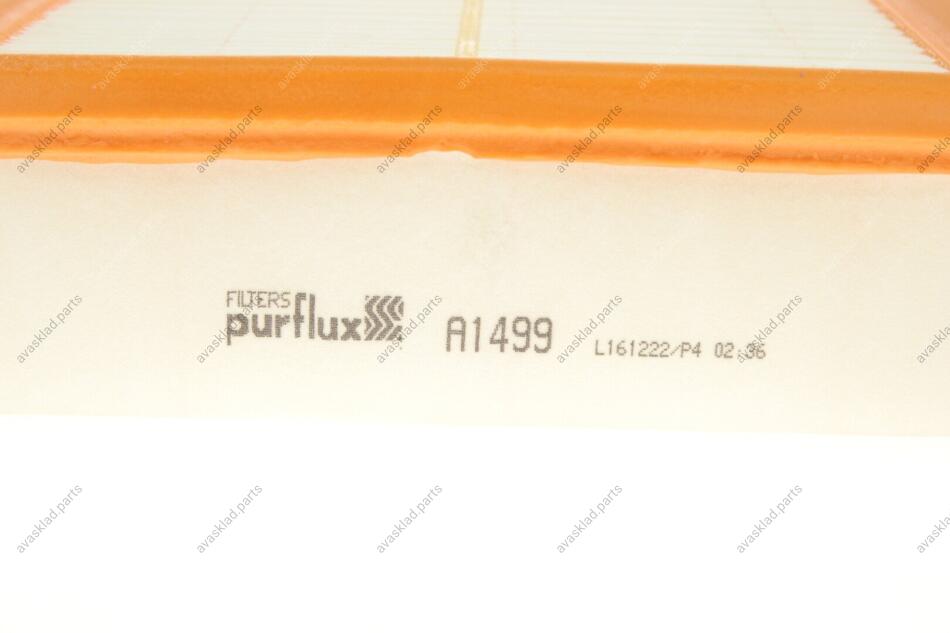 FILTERS
purflux A1499 L161222/P4 02:36
avasklad.parts